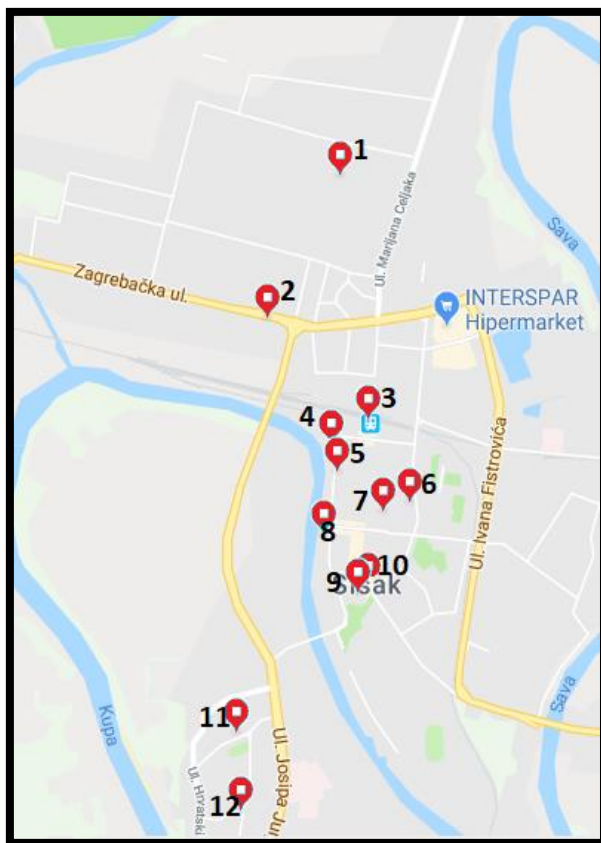 1
Ul. Marijana Celjaka
Sava
Zagrebačka ul.
2
INTERSPAR
Hipermarket
3
4
5
6
7
8
Ul. Ivana Fistrovića
10
9
Sisak
Sava
Kupa
11
Ul. Josipa Jur
Ul. Hrvatski
12